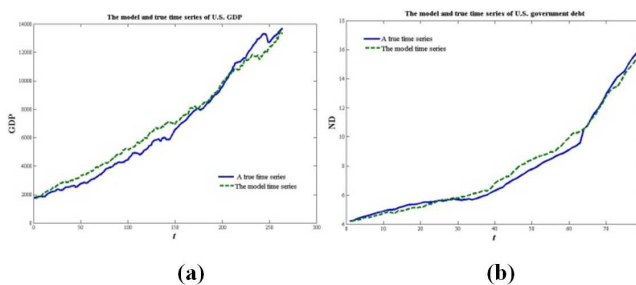 The model and true time series of U.S. GDP
14000
12000
10000
8000
6000
4000
2000
0
GDP
0 50 100 150 200 250 300
t
A true time series
The model time series
(a)
The model and true time series of U.S. government debt
18
16
14
12
10
8
6
4
ND
0 10 20 30 40 50 60 70
t
A true time series
The model time series
(b)